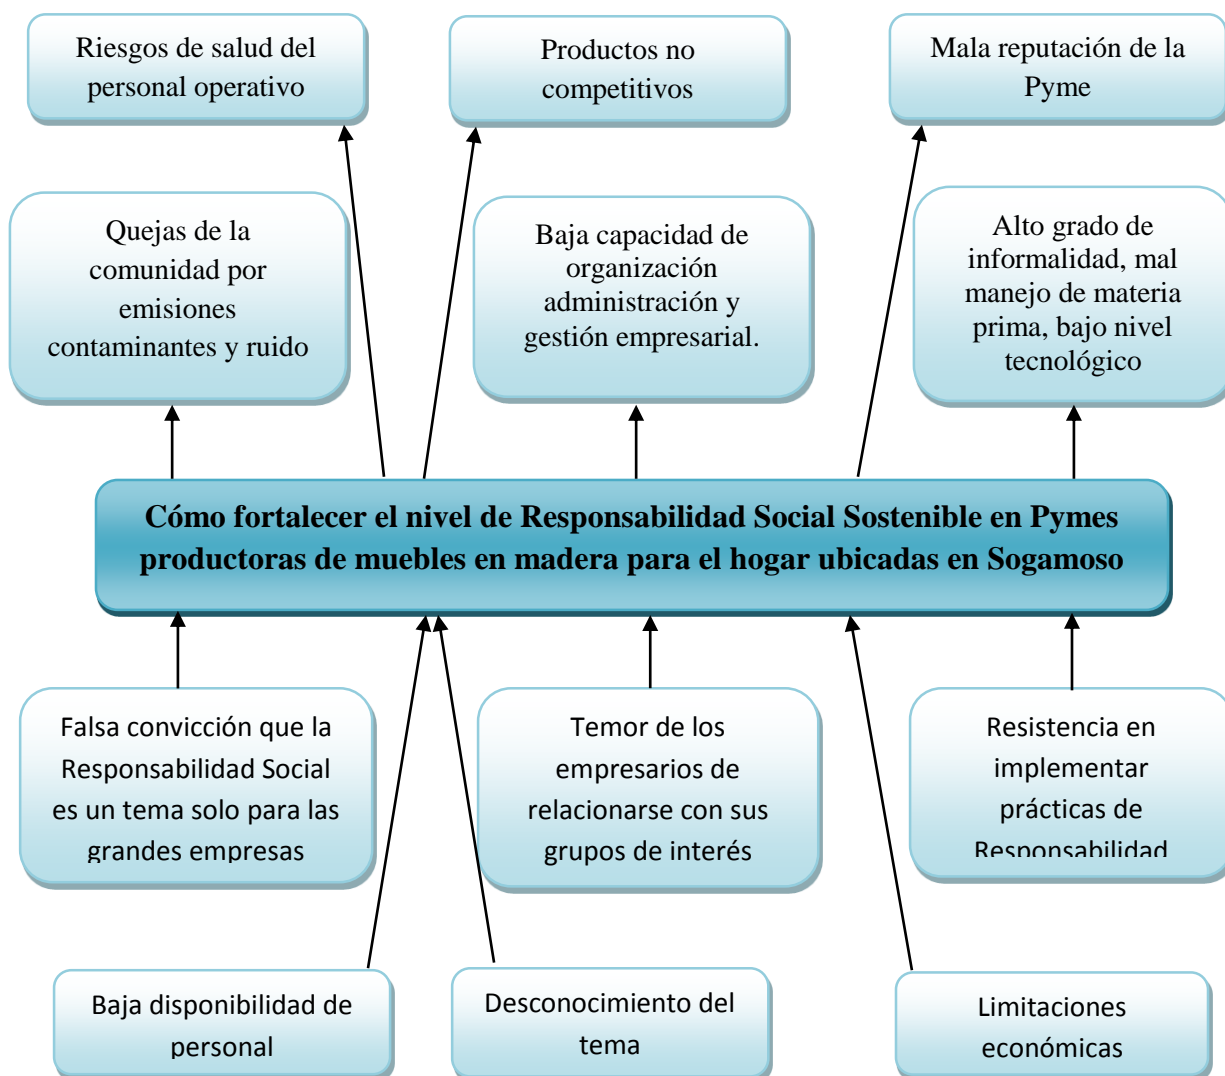 Riesgos de salud del
personal operativo
Productos no
competitivos
Mala reputación de la
Pyme
Quejas de la
comunidad por
emisiones
contaminantes y ruido
Baja capacidad de
organización
administración y
gestión empresarial.
Alto grado de
informalidad, mal
manejo de materia
prima, bajo nivel
tecnológico
Cómo fortalecer el nivel de Responsabilidad Social Sostenible en Pymes
productoras de muebles en madera para el hogar ubicadas en Sogamoso
Falsa convicción que la
Responsabilidad Social
es un tema solo para las
grandes empresas
Temor de los
empresarios de
relacionarse con sus
grupos de interés
Resistencia en
implementar
prácticas de
Responsabilidad
Baja disponibilidad de
personal
Desconocimiento del
tema
Limitaciones
económicas